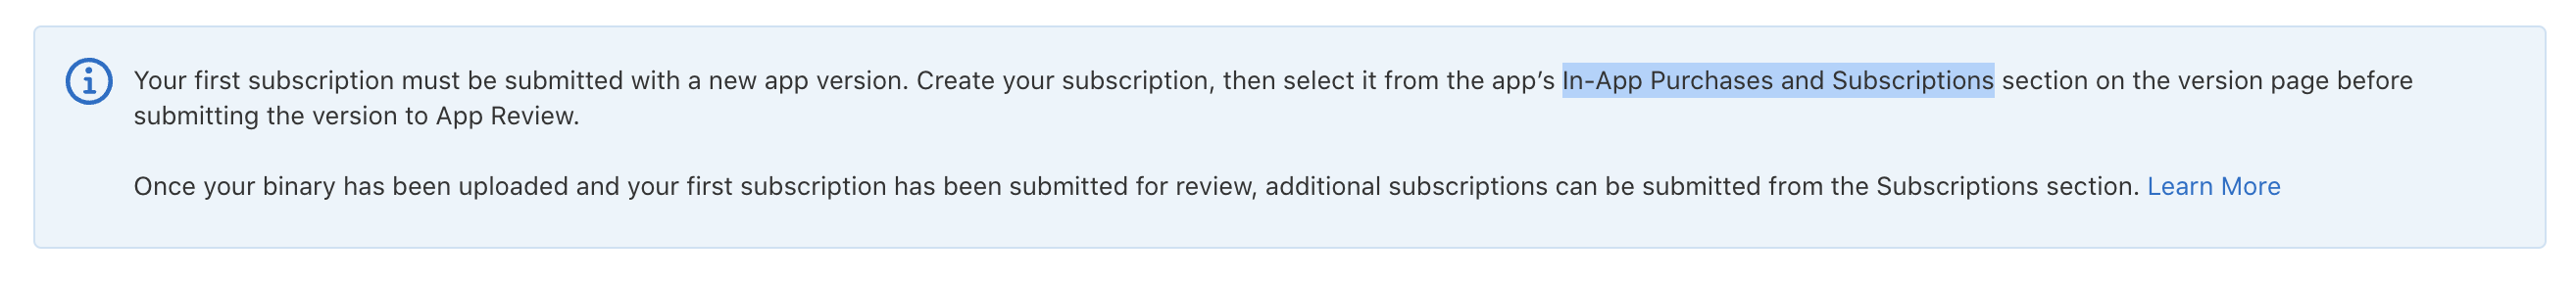 Your first subscription must be submitted with a new app version. Create your subscription, then select it from the app’s In-App Purchases and Subscriptions section on the version page before
submitting the version to App Review.
Once your binary has been uploaded and your first subscription has been submitted for review, additional subscriptions can be submitted from the Subscriptions section. Learn More